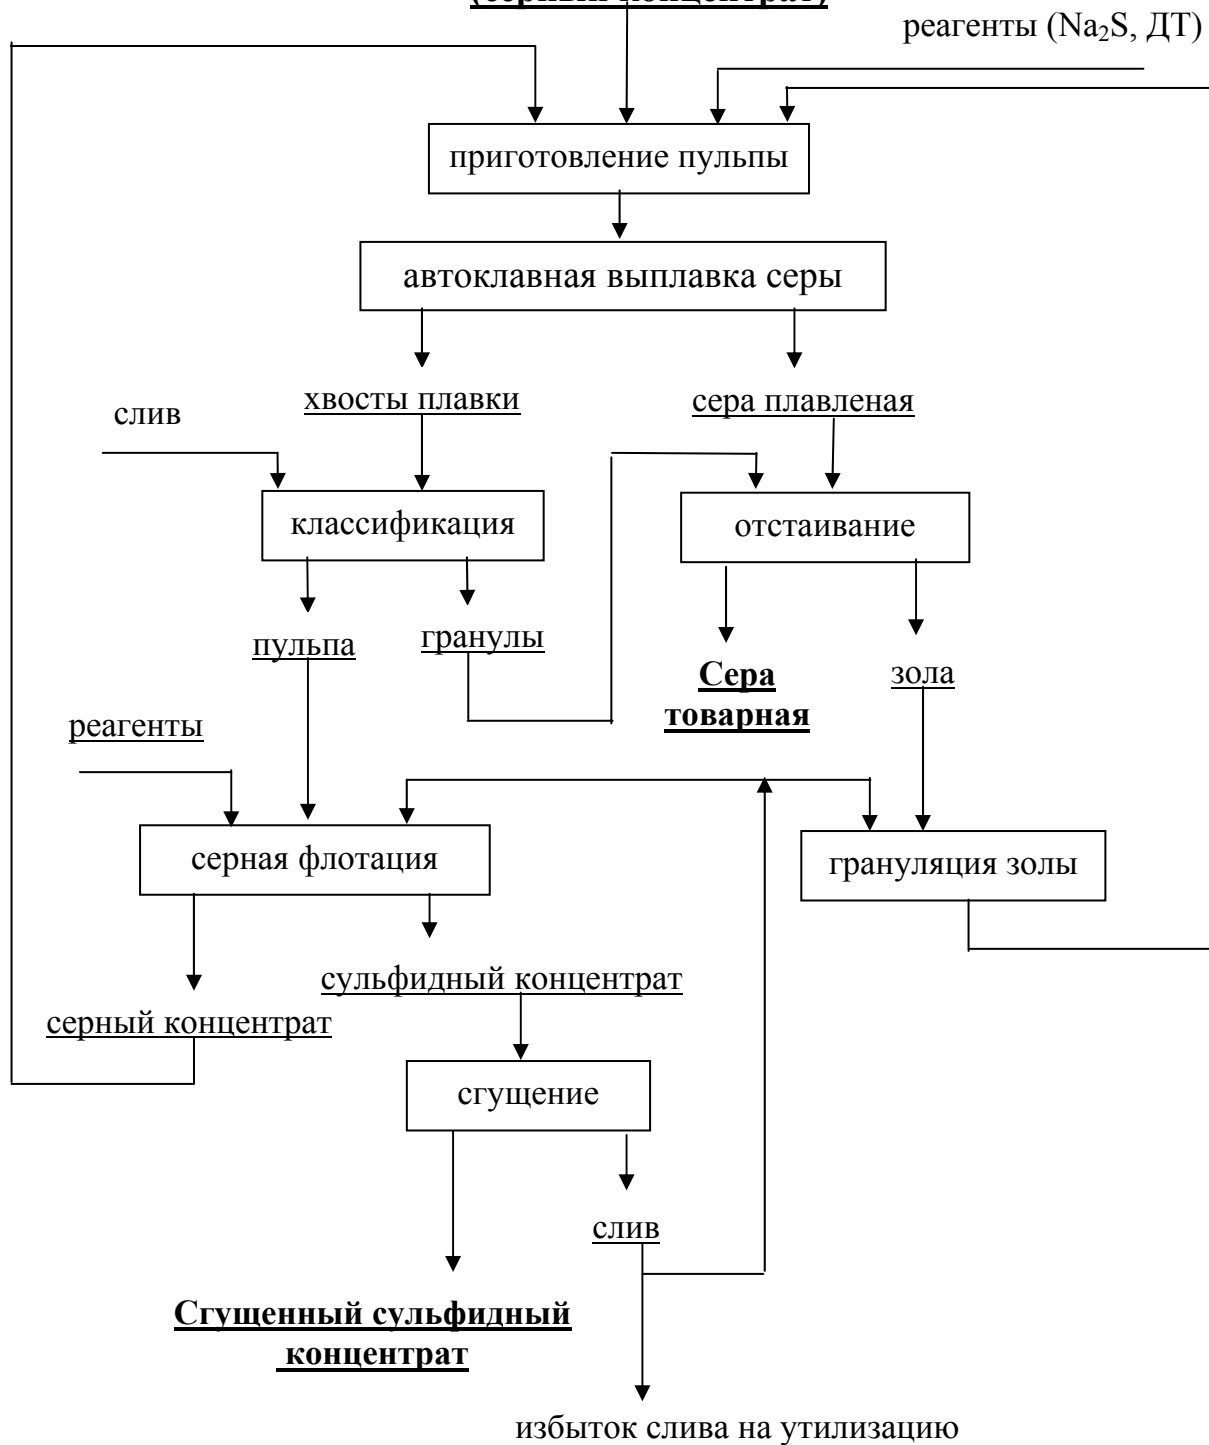 (серный концентрат)
реагенты (Na₂S, ДТ)
приготовление пульпы
автоклавная выплавка серы
хвосты плавки
сера плавленая
слив
классификация
отстаивание
пульпа
гранулы
Сера
товарная
зола
реагенты
серная флотация
грануляция золы
сульфидный концентрат
серный концентрат
сгущение
слив
Сгущенный сульфидный
концентрат
избыток слива на утилизацию